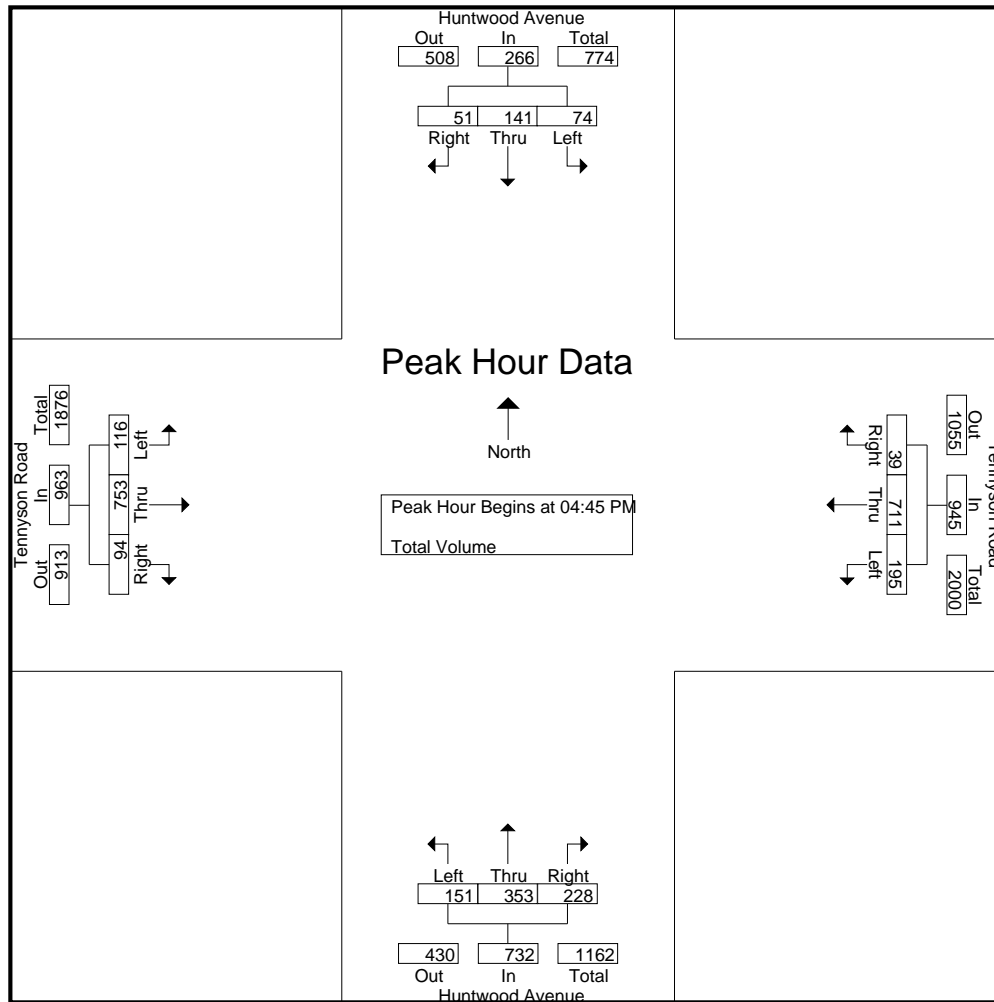 Huntwood Avenue
Out In Total
508 266 774
51 141 74
Right Thru Left
Peak Hour Data
North
Peak Hour Begins at 04:45 PM
Total Volume
Tennyson Road
Out In Total
913 963 1876
94 753 116
Right Thru Left
Tennyson Road
Out In Total
1055 945 2000
39 711 195
Right Thru Left
Left Thru Right
151 353 228
430 732 1162
Out In Total
Huntwood Avenue